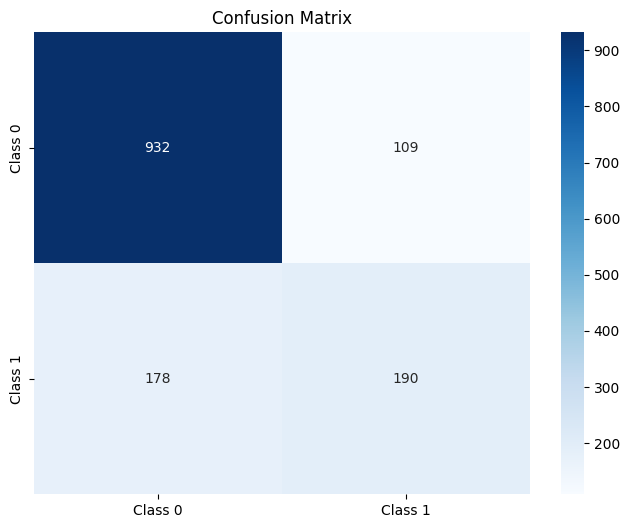 Confusion Matrix
Class 0
932
109
Class 1
178
190
Class 0
Class 1
900
800
700
600
500
400
300
200